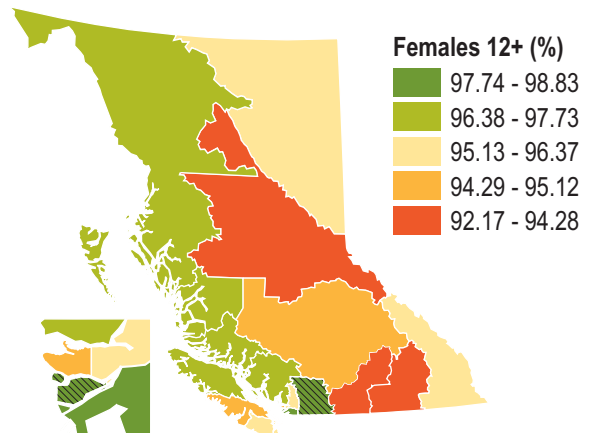 Females 12+ (%)
97.74 - 98.83
96.38 - 97.73
95.13 - 96.37
94.29 - 95.12
92.17 - 94.28